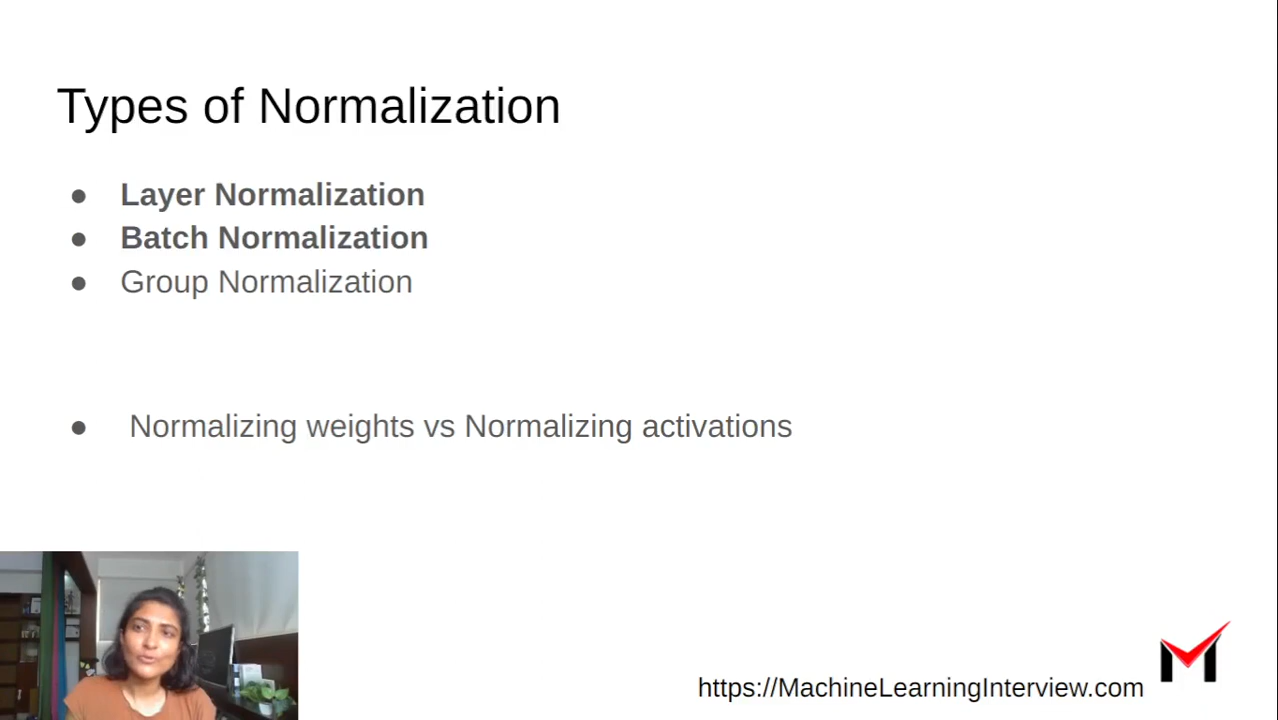 Types of Normalization
● Layer Normalization
● Batch Normalization
● Group Normalization
● Normalizing weights vs Normalizing activations
https://MachineLearningInterview.com